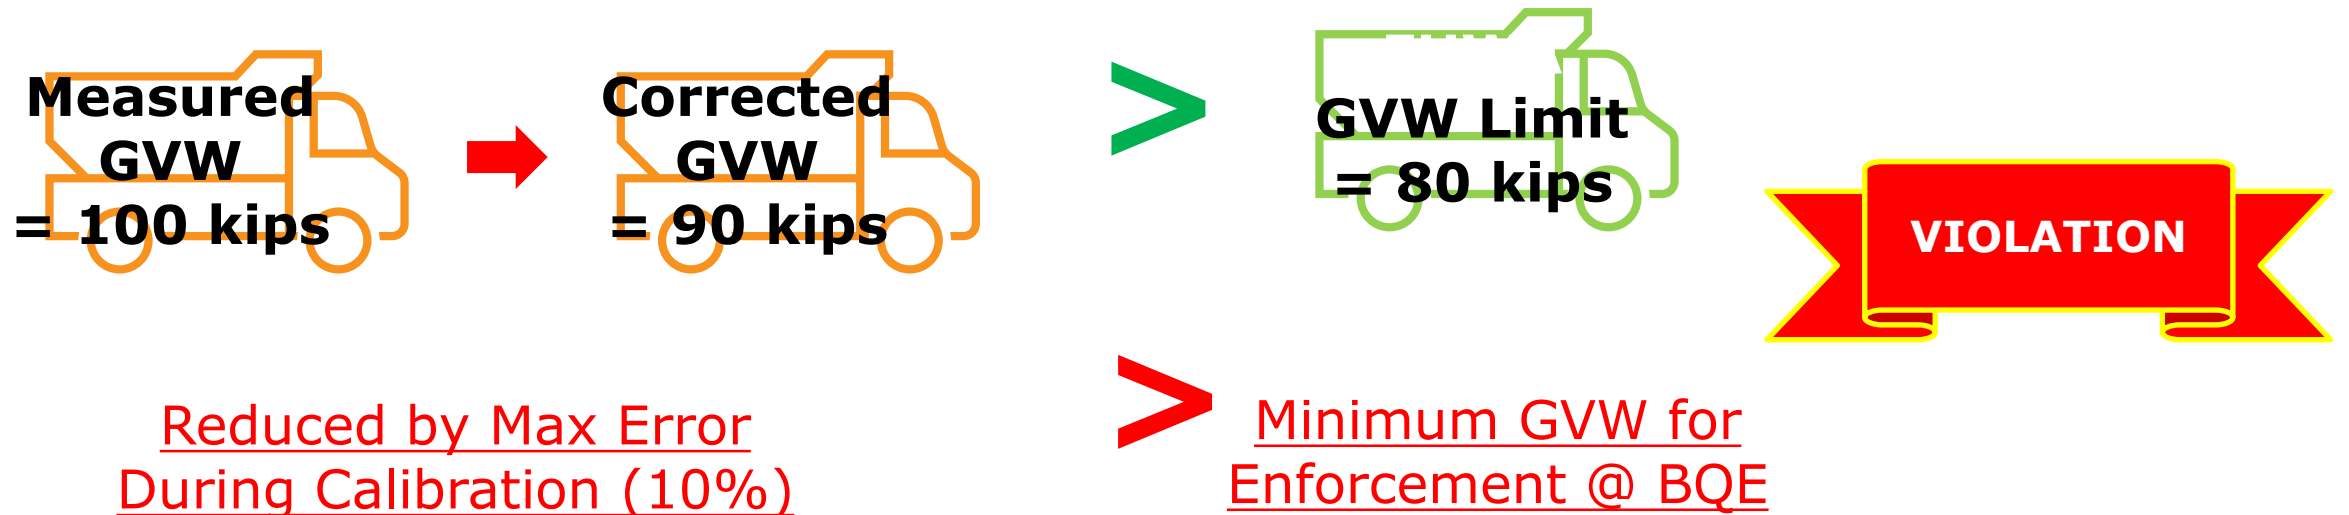 Measured
GVW
= 100 kips
Corrected
GVW
= 90 kips
>
GVW Limit
= 80 kips
VIOLATION
Reduced by Max Error
During Calibration (10%)
>
Minimum GVW for
Enforcement @ BQE